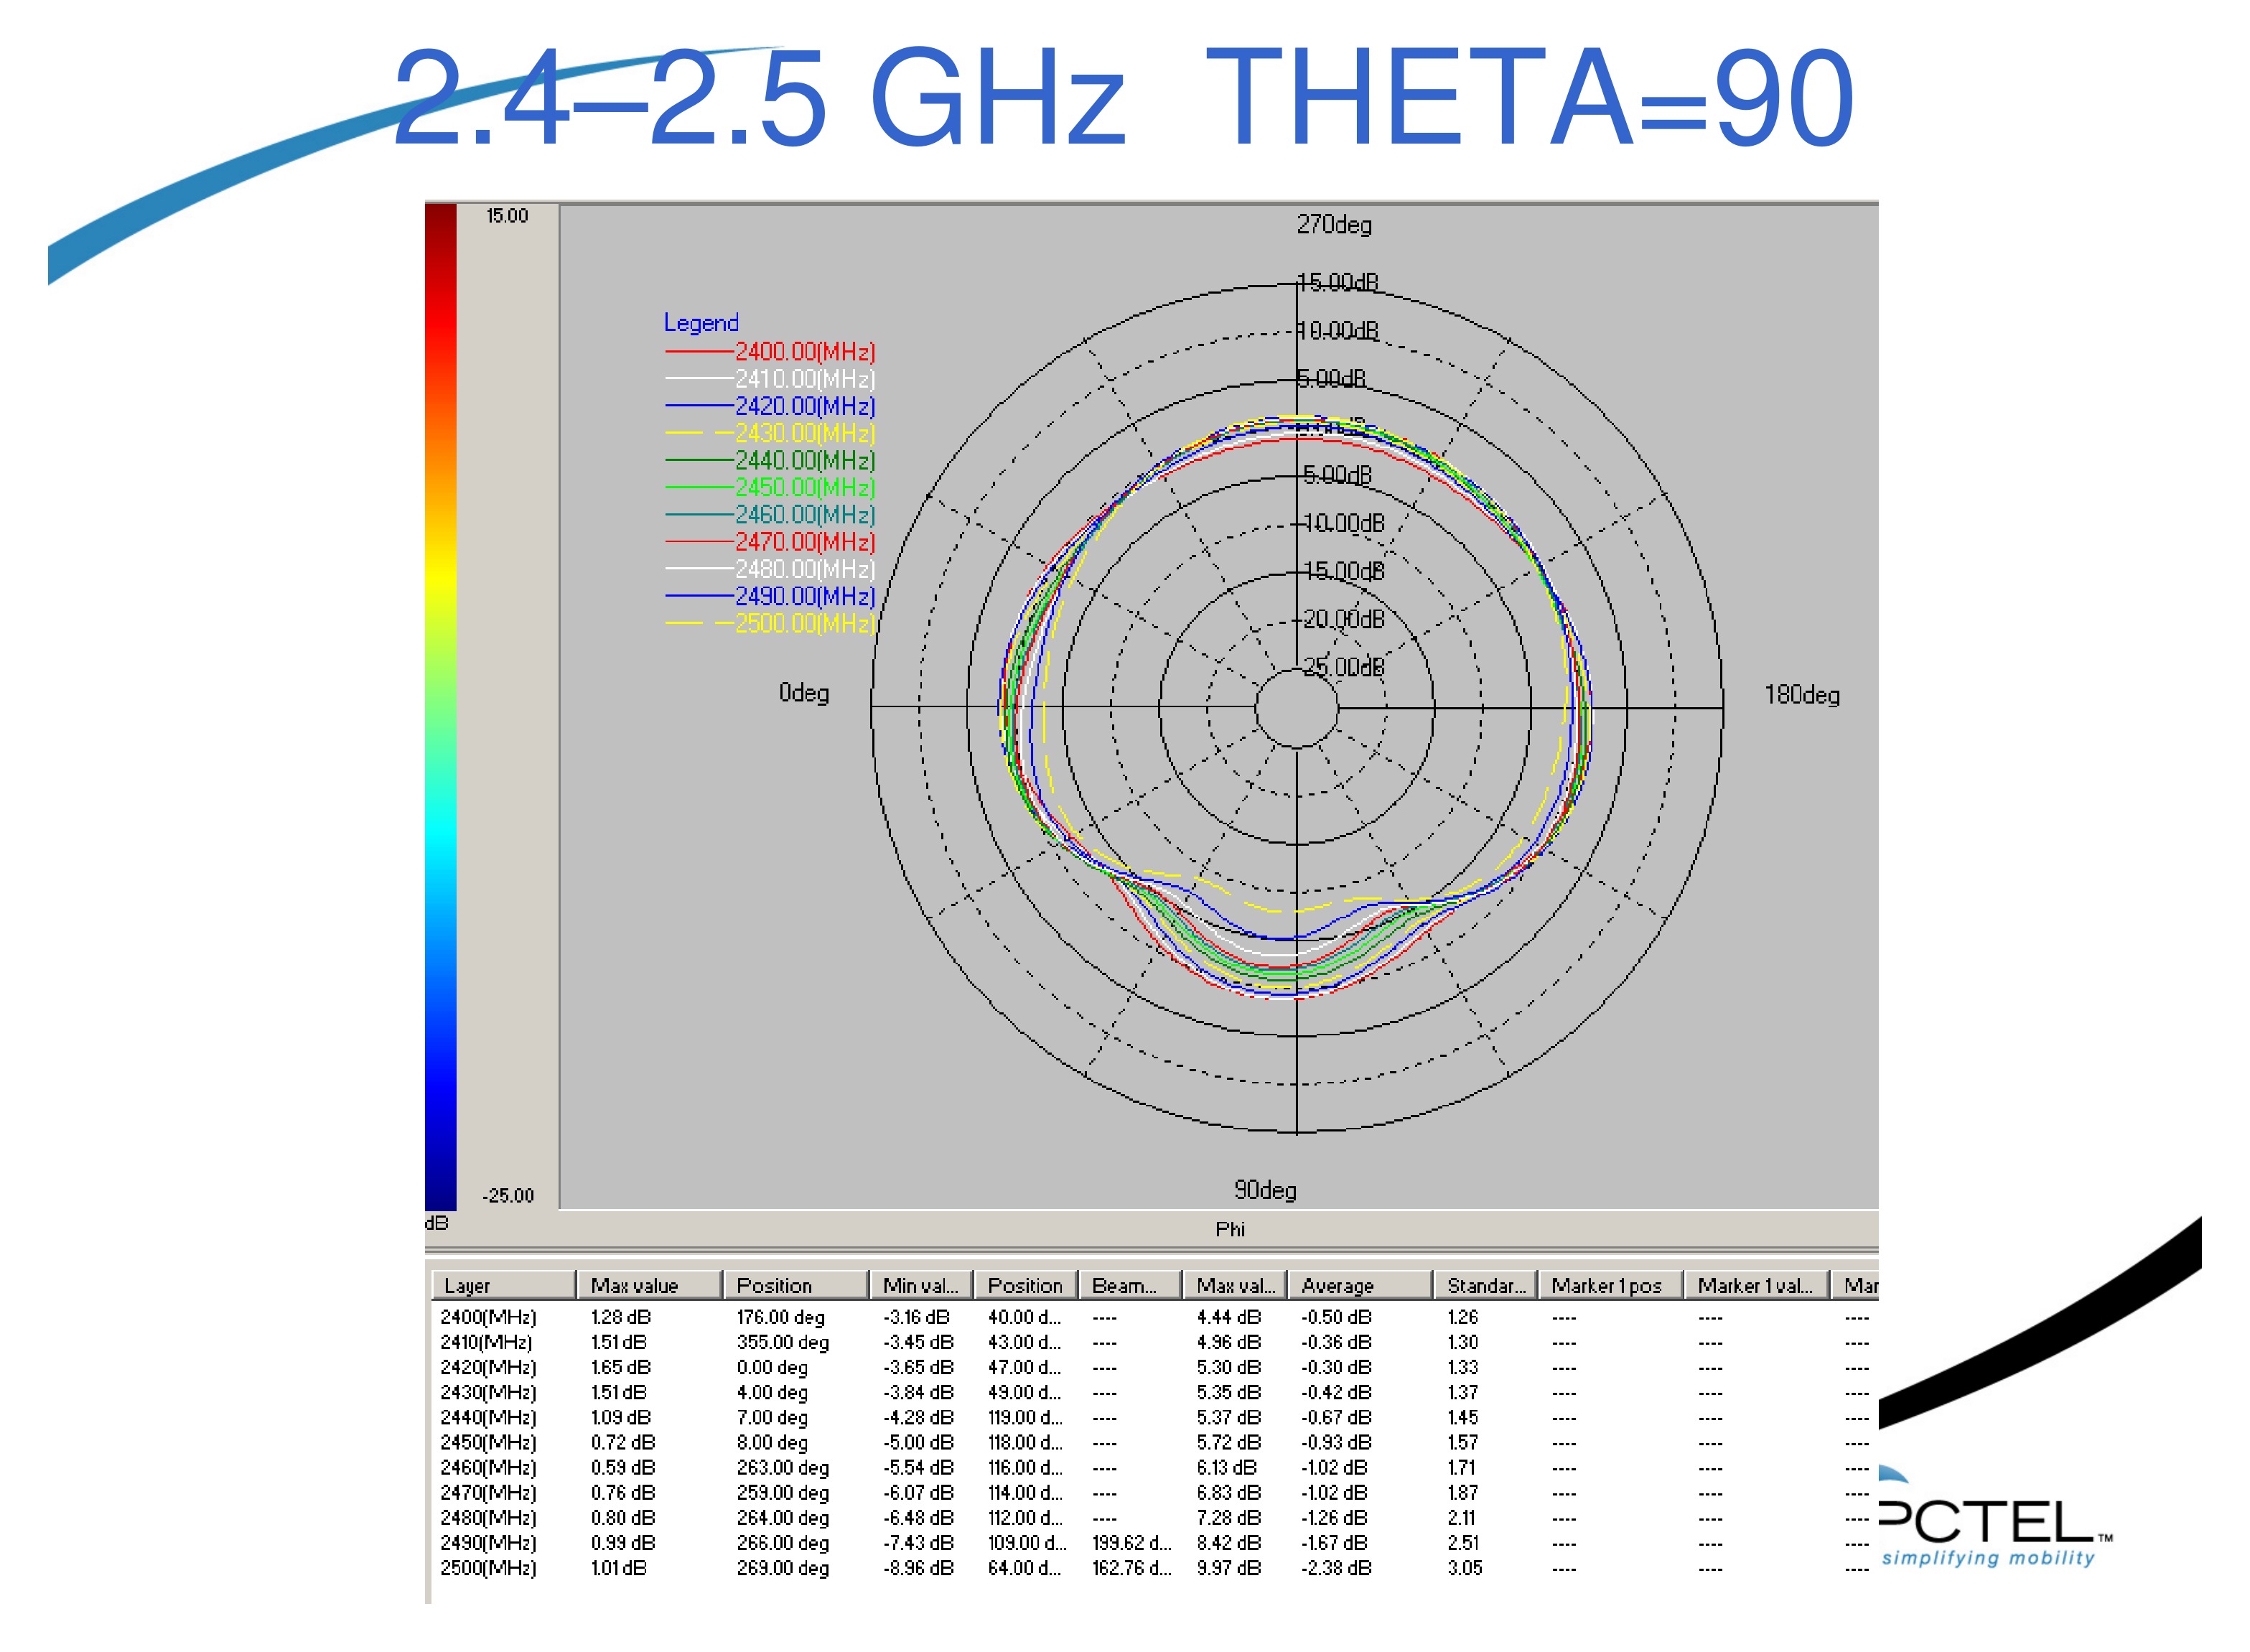 2.4–2.5 GHz THETA=90
15.00
270deg
15.00dB
10.00dB
5.00dB
Legend
2400.00(MHz)
2410.00(MHz)
2420.00(MHz)
2430.00(MHz)
2440.00(MHz)
2450.00(MHz)
2460.00(MHz)
2470.00(MHz)
2480.00(MHz)
2490.00(MHz)
2500.00(MHz)
5.00dB
10.00dB
15.00dB
20.00dB
25.00dB
0deg
180deg
90deg
-25.00
dB
Phi
Layer Max value Position Min val... Position Beam... Max val... Average Standar... Marker 1 pos Marker 1 val... Mar
2400(MHz) 1.28 dB 176.00 deg -3.16 dB 40.00 d... ---- 4.44 dB -0.50 dB 1.26 ---- ---- ----
2410(MHz) 1.51 dB 355.00 deg -3.45 dB 43.00 d... ---- 4.96 dB -0.36 dB 1.30 ---- ---- ----
2420(MHz) 1.65 dB 0.00 deg -3.65 dB 47.00 d... ---- 5.30 dB -0.30 dB 1.33 ---- ---- ----
2430(MHz) 1.51 dB 4.00 deg -3.84 dB 49.00 d... ---- 5.35 dB -0.42 dB 1.37 ---- ---- ----
2440(MHz) 1.09 dB 7.00 deg -4.28 dB 119.00 d... ---- 5.37 dB -0.67 dB 1.45 ---- ---- ----
2450(MHz) 0.72 dB 8.00 deg -5.00 dB 118.00 d... ---- 5.72 dB -0.93 dB 1.57 ---- ---- ----
2460(MHz) 0.59 dB 263.00 deg -5.54 dB 116.00 d... ---- 6.13 dB -1.02 dB 1.71 ---- ---- ----
2470(MHz) 0.76 dB 259.00 deg -6.07 dB 114.00 d... ---- 6.83 dB -1.02 dB 1.87 ---- ---- ----
2480(MHz) 0.80 dB 264.00 deg -6.48 dB 112.00 d... ---- 7.28 dB -1.26 dB 2.11 ---- ---- ----
2490(MHz) 0.99 dB 266.00 deg -7.43 dB 109.00 d... 199.62 d... 8.42 dB -1.67 dB 2.51 ---- ---- ----
2500(MHz) 1.01 dB 269.00 deg -8.96 dB 64.00 d... 162.76 d... 9.97 dB -2.38 dB 3.05 ---- ---- ----
PCTEL™
simplifying mobility